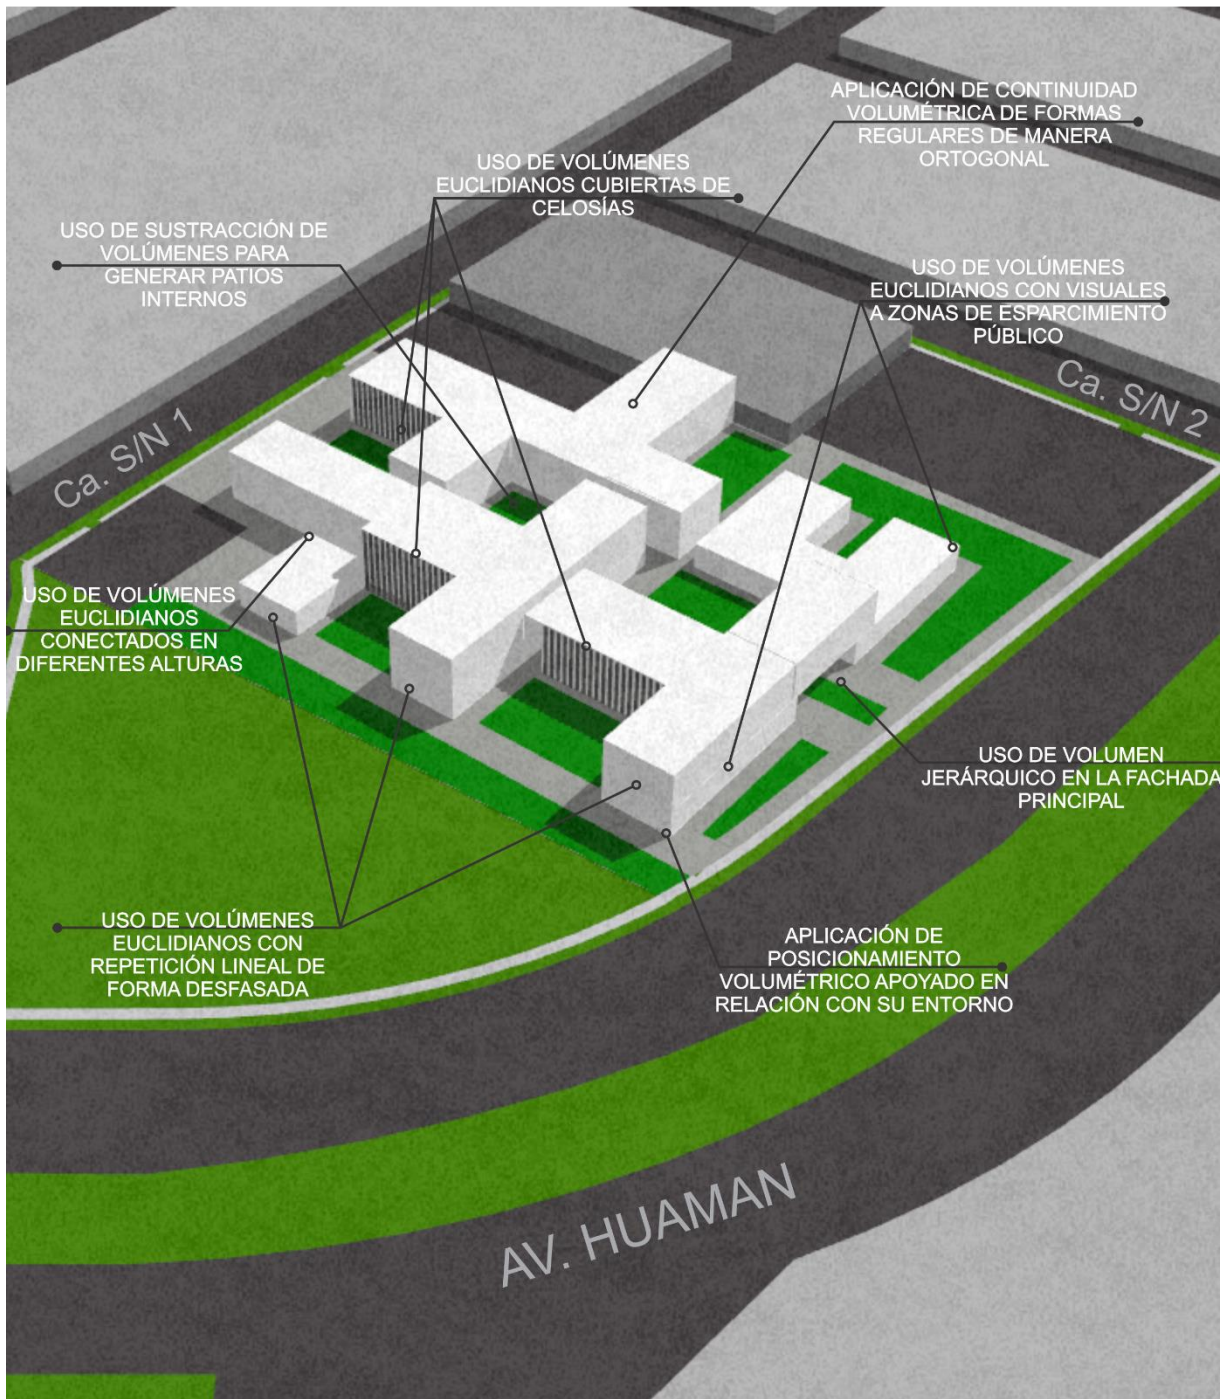 APLICACIÓN DE CONTINUIDAD
VOLUMÉTRICA DE FORMAS
REGULARES DE MANERA
ORTOGONAL
USO DE VOLÚMENES
EUCLIDIANOS CUBIERTAS DE
CELOSÍAS
USO DE SUSTRACCIÓN DE
VOLÚMENES PARA
GENERAR PATIOS
INTERNOS
USO DE VOLÚMENES
EUCLIDIANOS CON VISUALES
A ZONAS DE ESPARCIMIENTO
PÚBLICO
Ca. S/N 2
Ca. S/N 1
USO DE VOLÚMENES
EUCLIDIANOS
CONECTADOS EN
DIFERENTES ALTURAS
USO DE VOLUMEN
JERÁRQUICO EN LA FACHADA
PRINCIPAL
USO DE VOLÚMENES
EUCLIDIANOS CON
REPETICIÓN LINEAL DE
FORMA DESFASADA
APLICACIÓN DE
POSICIONAMIENTO
VOLUMÉTRICO APOYADO EN
RELACIÓN CON SU ENTORNO
AV. HUAMAN